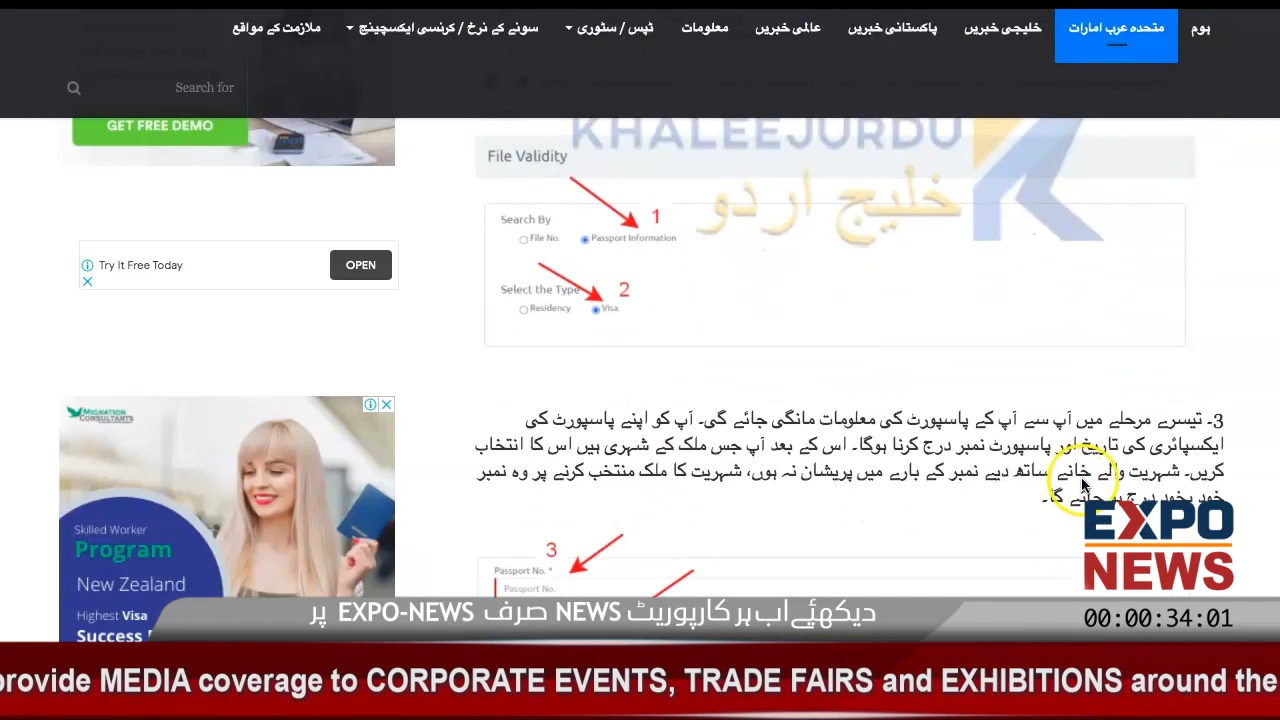 ہوم
متحدہ عرب امارات
خلیجی خبریں
پاکستانی خبریں
عالمی خبریں
معلومات
ٹپس / سٹوری
سونے کے نرخ / کرنسی ایکسچینج
ملازمت کے مواقع
Search for
GET FREE DEMO
KHALEEJURDU
خلیج اردو
File Validity
Search By
1
File No.
Passport Information
Select the Type
2
Residency
Visa
Try It Free Today
OPEN
3۔ تیسرے مرحلے میں آپ سے آپ کے پاسپورٹ کی معلومات مانگی جائے گی۔ آپ کو اپنے پاسپورٹ کی
ایکسپائری کی تاریخ اور پاسپورٹ نمبر درج کرنا ہوگا۔ اس کے بعد آپ جس ملک کے شہری ہیں اس کا انتخاب
کریں۔ شہریت والے خانے ساتھ دیے نمبر کے بارے میں پریشان نہ ہوں، شہریت کا ملک منتخب کرنے پر وہ نمبر
خود بخود درج ہو جائے گا۔
MIGRATION
CONSULTANTS
Skilled Worker
Program
New Zealand
Highest Visa
Success
3
Passport No. *
Passport No.
EXPO
NEWS
00:00:34:01
دیکھیئے اب ہر کارپوریٹ NEWS صرف EXPO-NEWS پر
provide MEDIA coverage to CORPORATE EVENTS, TRADE FAIRS and EXHIBITIONS around the